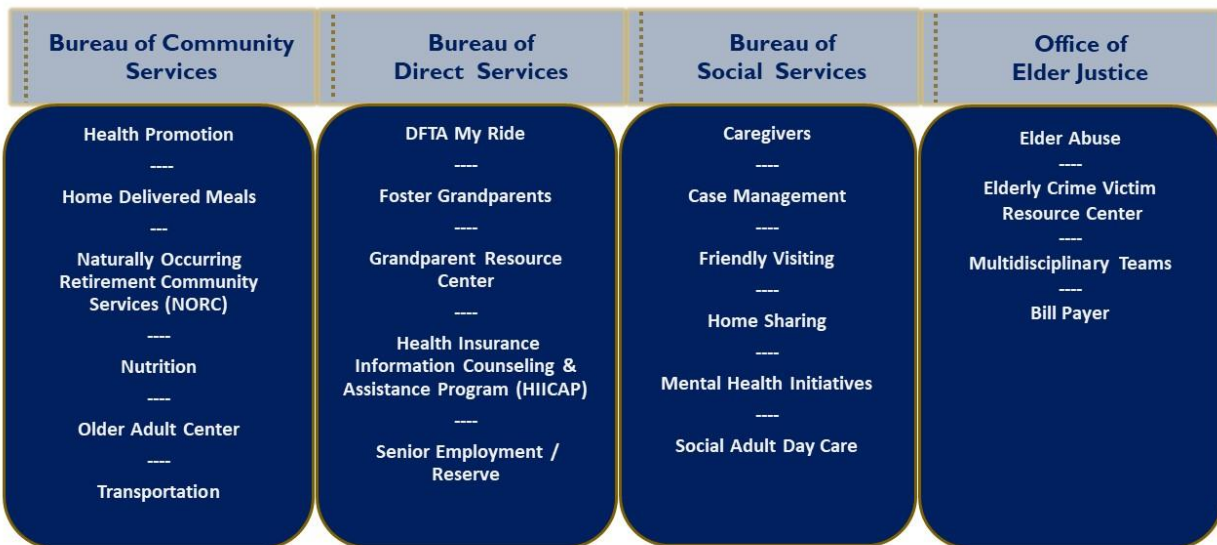 Bureau of Community
Services
Health Promotion
----
Home Delivered Meals
---
Naturally Occurring
Retirement Community
Services (NORC)
----
Nutrition
----
Older Adult Center
----
Transportation
Bureau of
Direct Services
DFTA My Ride
----
Foster Grandparents
----
Grandparent Resource
Center
----
Health Insurance
Information Counseling &
Assistance Program (HIICAP)
----
Senior Employment /
Reserve
Bureau of
Social Services
Caregivers
----
Case Management
----
Friendly Visiting
----
Home Sharing
----
Mental Health Initiatives
----
Social Adult Day Care
Office of
Elder Justice
Elder Abuse
----
Elderly Crime Victim
Resource Center
----
Multidisciplinary Teams
----
Bill Payer